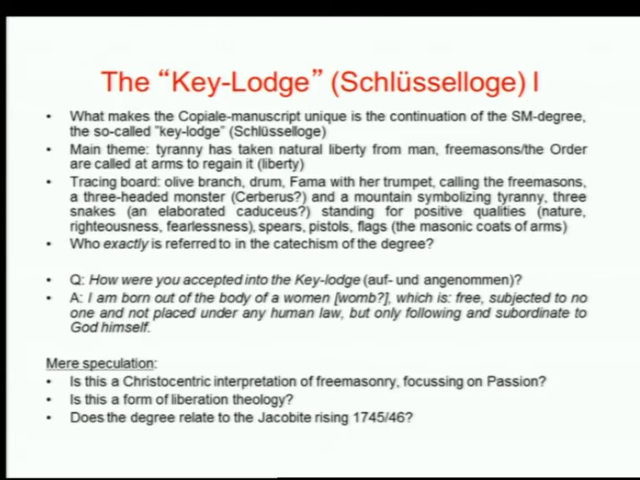 The “Key-Lodge” (Schlüsselloge) I
• What makes the Copiale-manuscript unique is the continuation of the SM-degree,
the so-called ”key-lodge” (Schlüsselloge)
• Main theme: tyranny has taken natural liberty from man, freemasons/the Order
are called at arms to regain it (liberty)
• Tracing board: olive branch, drum, Fama with her trumpet, calling the freemasons,
a three-headed monster (Cerberus?) and a mountain symbolizing tyranny, three
snakes (an elaborated caduceus?) standing for positive qualities (nature,
righteousness, fearlessness), spears, pistols, flags (the masonic coats of arms)
• Who exactly is referred to in the catechism of the degree?
• Q: How were you accepted into the Key-lodge (auf- und angenommen)?
• A: I am born out of the body of a women [womb?], which is: free, subjected to no
one and not placed under any human law, but only following and subordinate to
God himself.
Mere speculation:
• Is this a Christocentric interpretation of freemasonry, focussing on Passion?
• Is this a form of liberation theology?
• Does the degree relate to the Jacobite rising 1745/46?